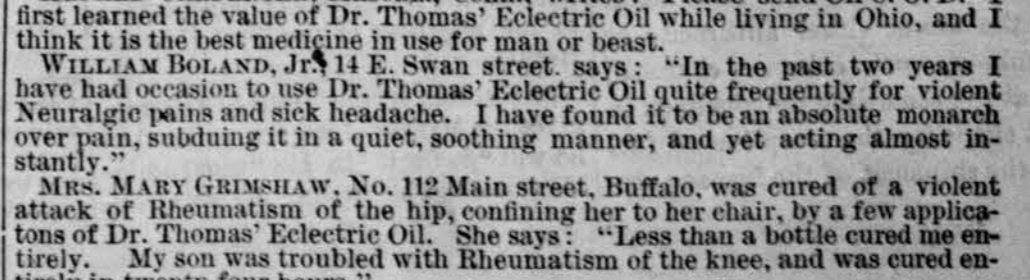 first learned the value of Dr. Thomas' Eclectric Oil while living in Ohio, and I
think it is the best medicine in use for man or beast.
WILLIAM BOLAND, Jr., 14 E. Swan street. says: "In the past two years I
have had occasion to use Dr. Thomas' Eclectric Oil quite frequently for violent
Neuralgic pains and sick headache. I have found it to be an absolute monarch
over pain, subduing it in a quiet, soothing manner, and yet acting almost in-
stantly."
MRS. MARY GRIMSHAW, No. 112 Main street, Buffalo, was cured of a violent
attack of Rheumatism of the hip, confining her to her chair, by a few applica-
tons of Dr. Thomas' Eclectric Oil. She says: "Less than a bottle cured me en-
tirely. My son was troubled with Rheumatism of the knee, and was cured en-
tirely in twenty four hours."